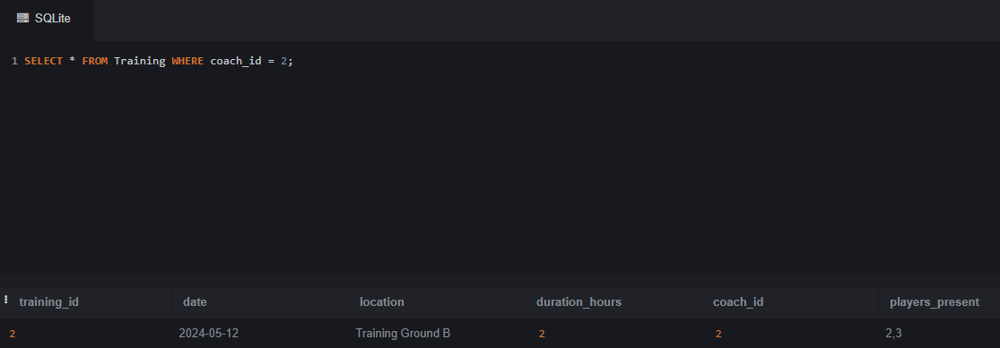 SQLite
1 SELECT * FROM Training WHERE coach_id = 2;
training_id date location duration_hours coach_id players_present
2 2024-05-12 Training Ground B 2 2 2,3